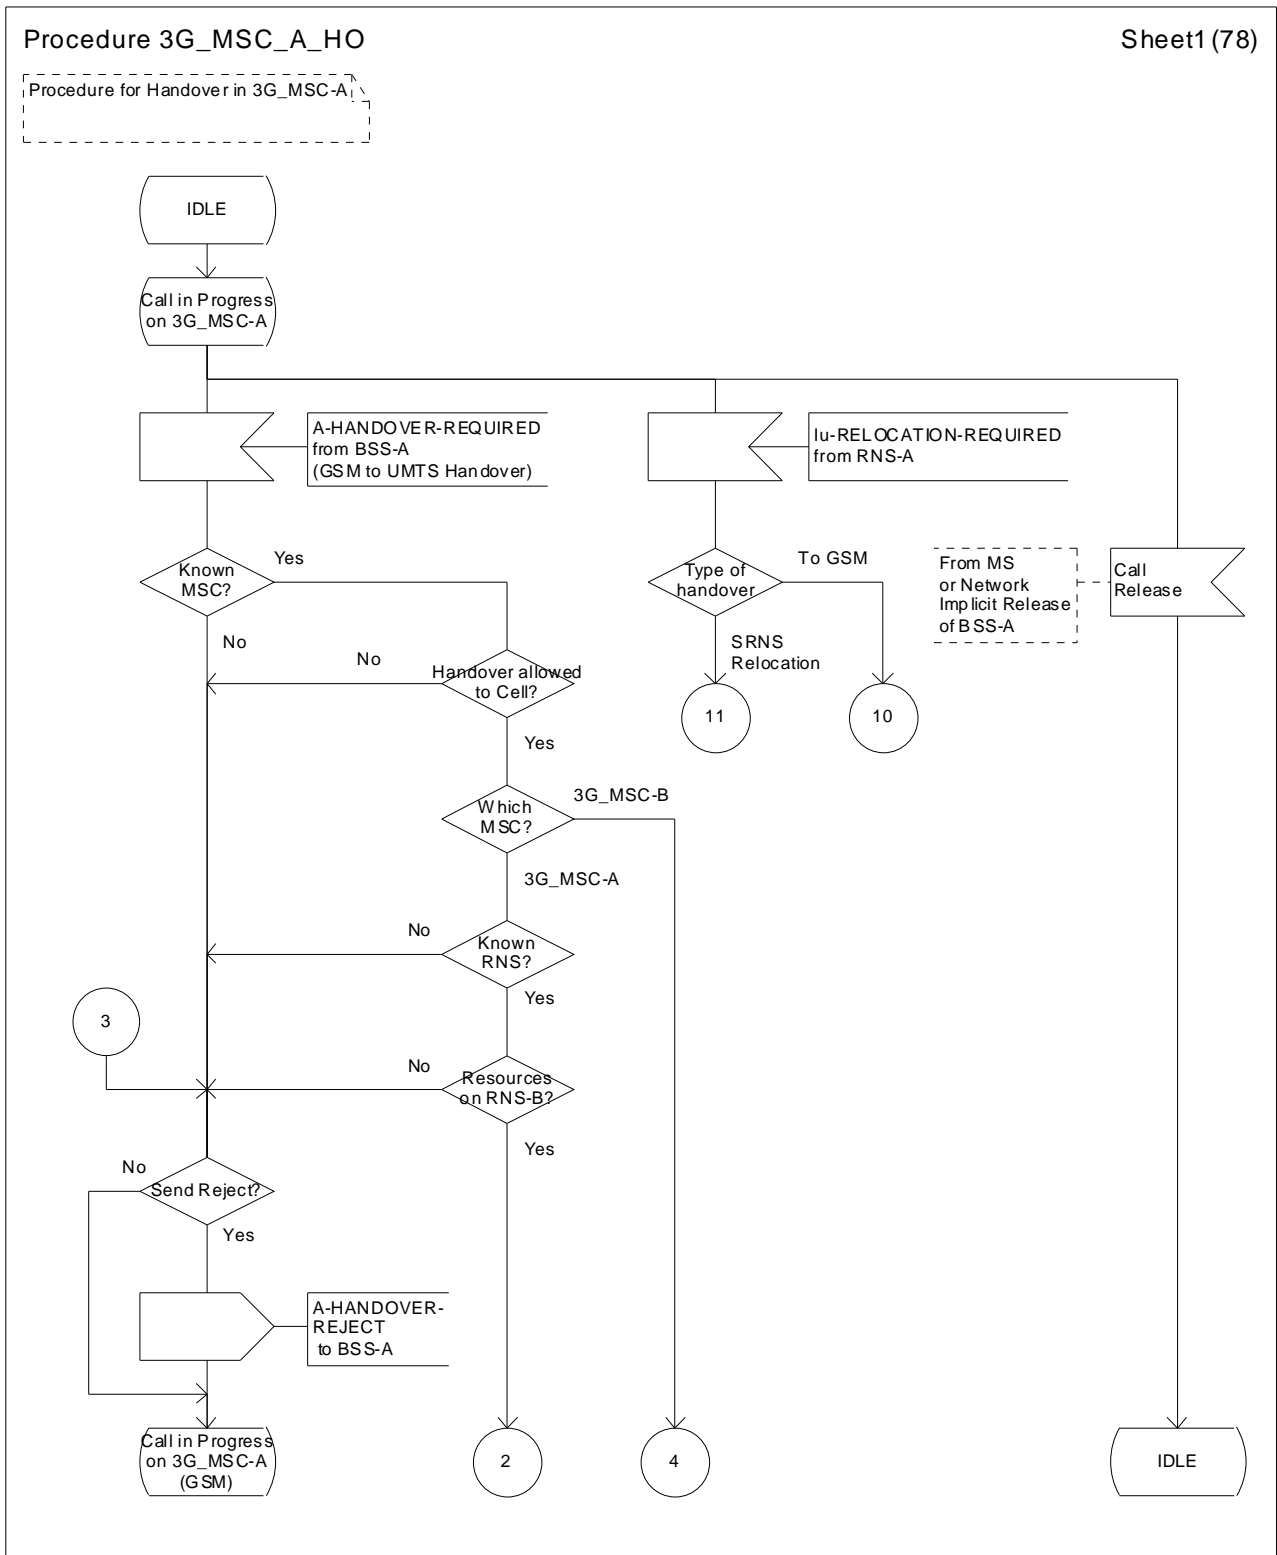 Procedure 3G_MSC_A_HO
Sheet1 (78)
Procedure for Handover in 3G_MSC-A
IDLE
Call in Progress
on 3G_MSC-A
A-HANDOVER-REQUIRED
from BSS-A
(GSM to UMTS Handover)
Iu-RELOCATION-REQUIRED
from RNS-A
Known
MSC?
Yes
No
Type of
handover
To GSM
SRNS
Relocation
From MS
or Network
Implicit Release
of BSS-A
Call
Release
No
Handover allowed
to Cell?
Yes
11
10
Which
MSC?
3G_MSC-B
3G_MSC-A
No
Known
RNS?
Yes
3
No
Resources
on RNS-B?
Yes
No
Send Reject?
Yes
A-HANDOVER-
REJECT
to BSS-A
Call in Progress
on 3G_MSC-A
(GSM)
2
4
IDLE